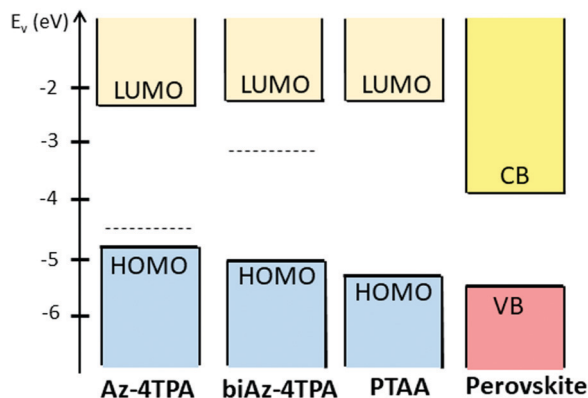 Eᵥ (eV)
LUMO LUMO LUMO
-2
-3
CB
-4
-5
HOMO HOMO HOMO VB
-6
Az-4TPA biAz-4TPA PTAA Perovskite